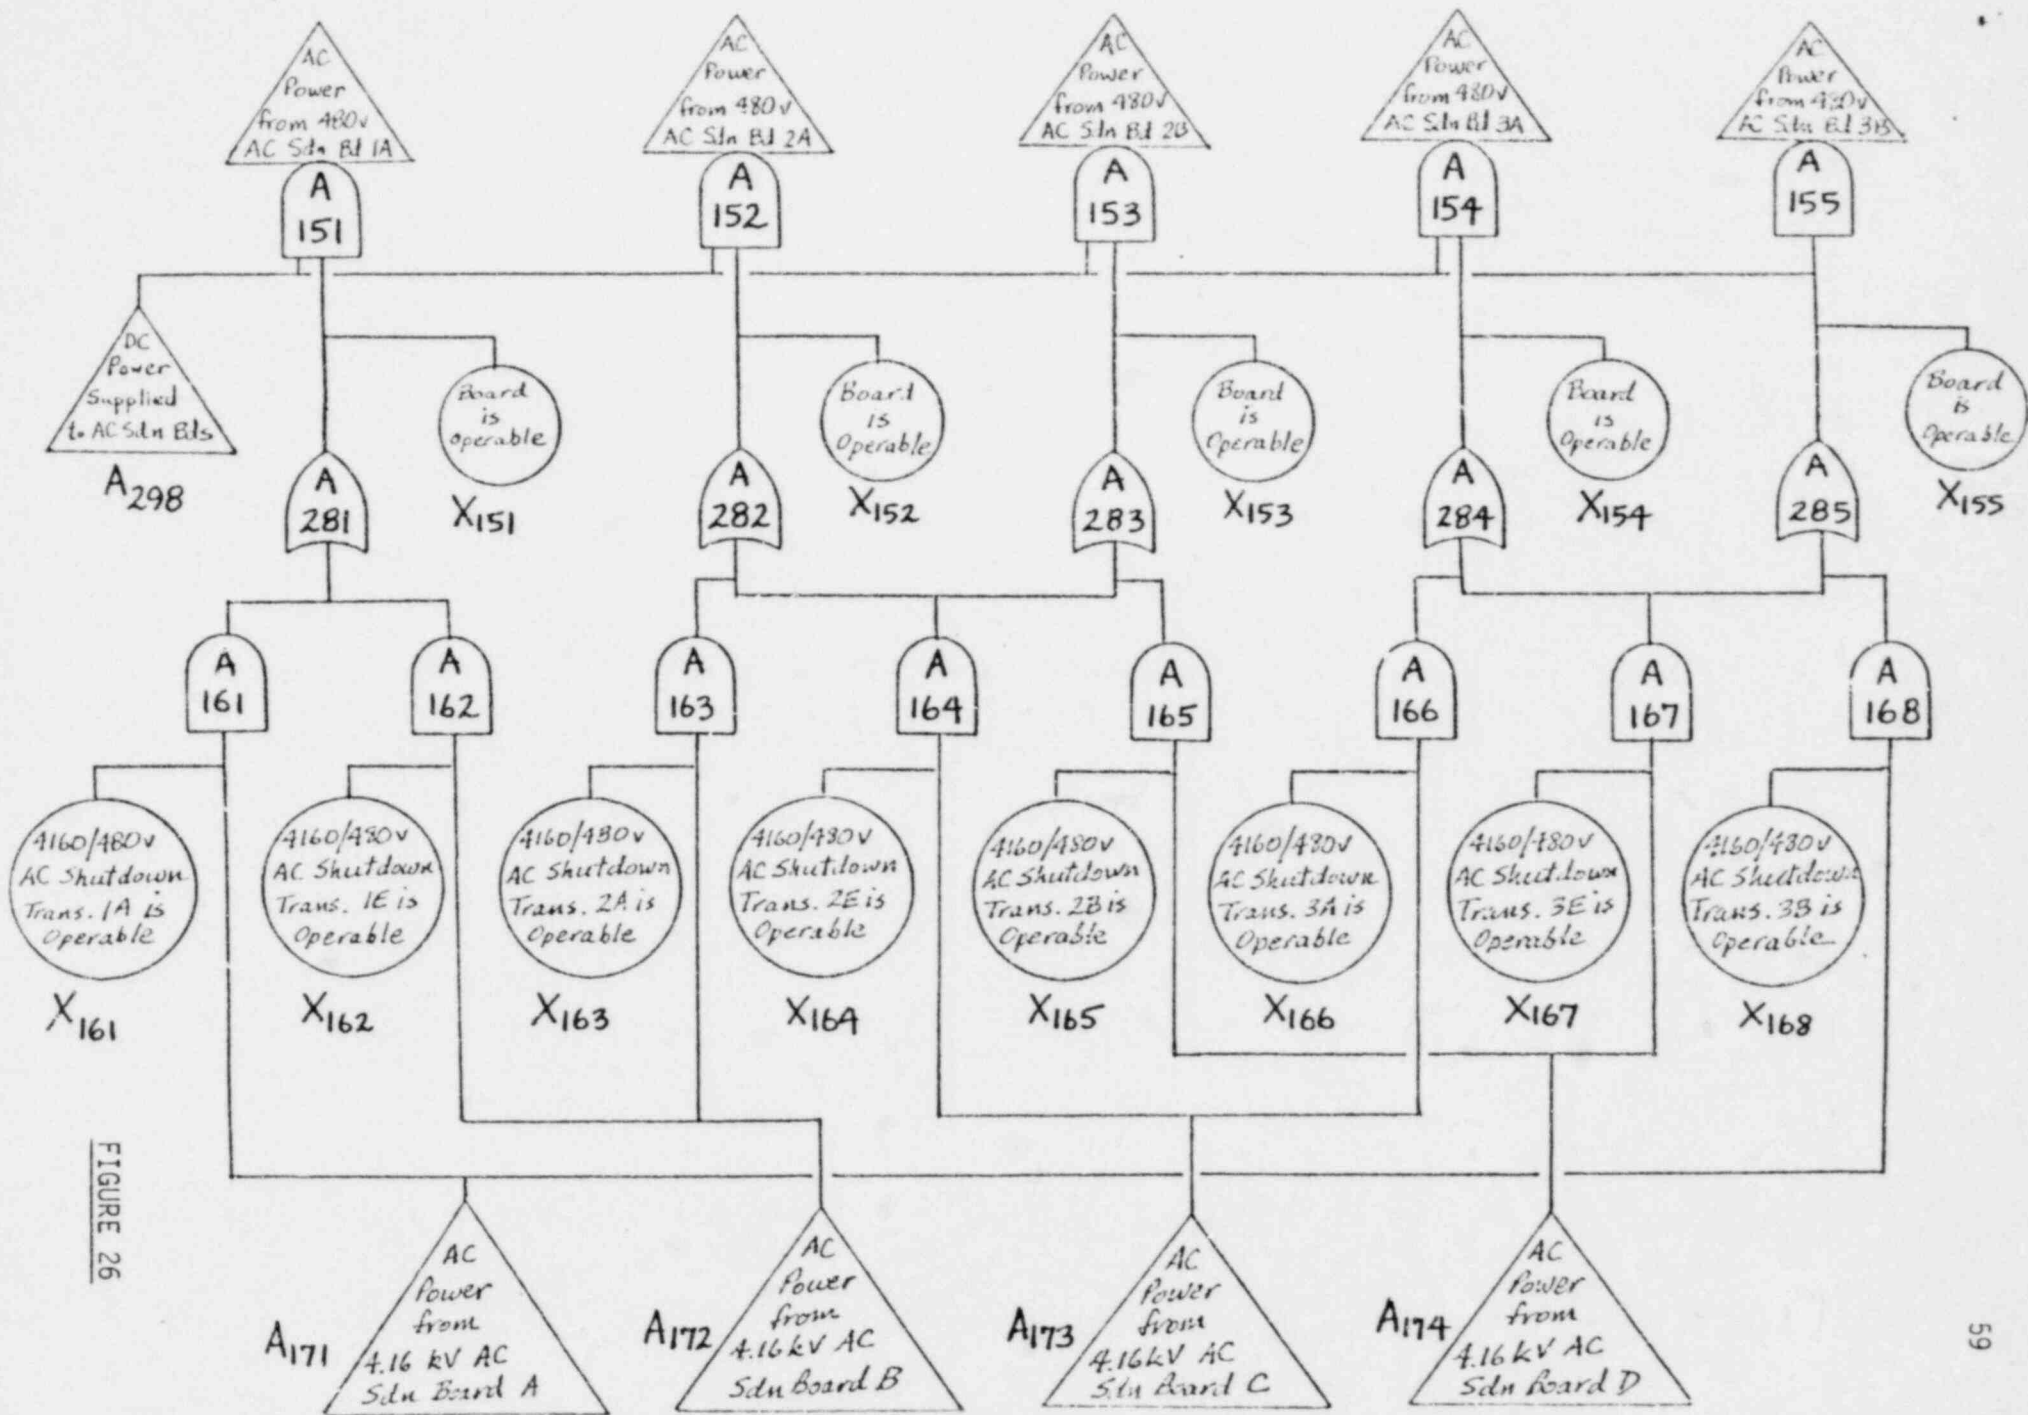 AC
Power
from 480v
AC Sdn Bd 1A
AC
Power
from 480v
AC Sdn Bd 2A
AC
Power
from 480v
AC Sdn Bd 2B
AC
Power
from 480v
AC Sdn Bd 3A
AC
Power
from 480v
AC Sdn Bd 3B
A
151
A
152
A
153
A
154
A
155
DC
Power
Supplied
to AC Sdn Bds
A298
Board
is
operable
X151
Board
is
Operable
X152
Board
is
Operable
X153
Board
is
Operable
X154
Board
is
Operable
X155
A
281
A
282
A
283
A
284
A
285
A
161
A
162
A
163
A
164
A
165
A
166
A
167
A
168
4160/480v
AC Shutdown
Trans. 1A is
Operable
X161
4160/480v
AC Shutdown
Trans. 1E is
Operable
X162
4160/480v
AC Shutdown
Trans. 2A is
Operable
X163
4160/480v
AC Shutdown
Trans. 2E is
Operable
X164
4160/480v
AC Shutdown
Trans. 2B is
Operable
X165
4160/480v
AC Shutdown
Trans. 3A is
Operable
X166
4160/480v
AC Shutdown
Trans. 3E is
Operable
X167
4160/480v
AC Shutdown
Trans. 3B is
Operable
X168
A171
AC
Power
from
4.16 kV AC
Sdn Board A
A172
AC
Power
from
4.16 kV AC
Sdn Board B
A173
AC
Power
from
4.16 kV AC
Sdn Board C
A174
AC
Power
from
4.16 kV AC
Sdn Board D
FIGURE 26
59